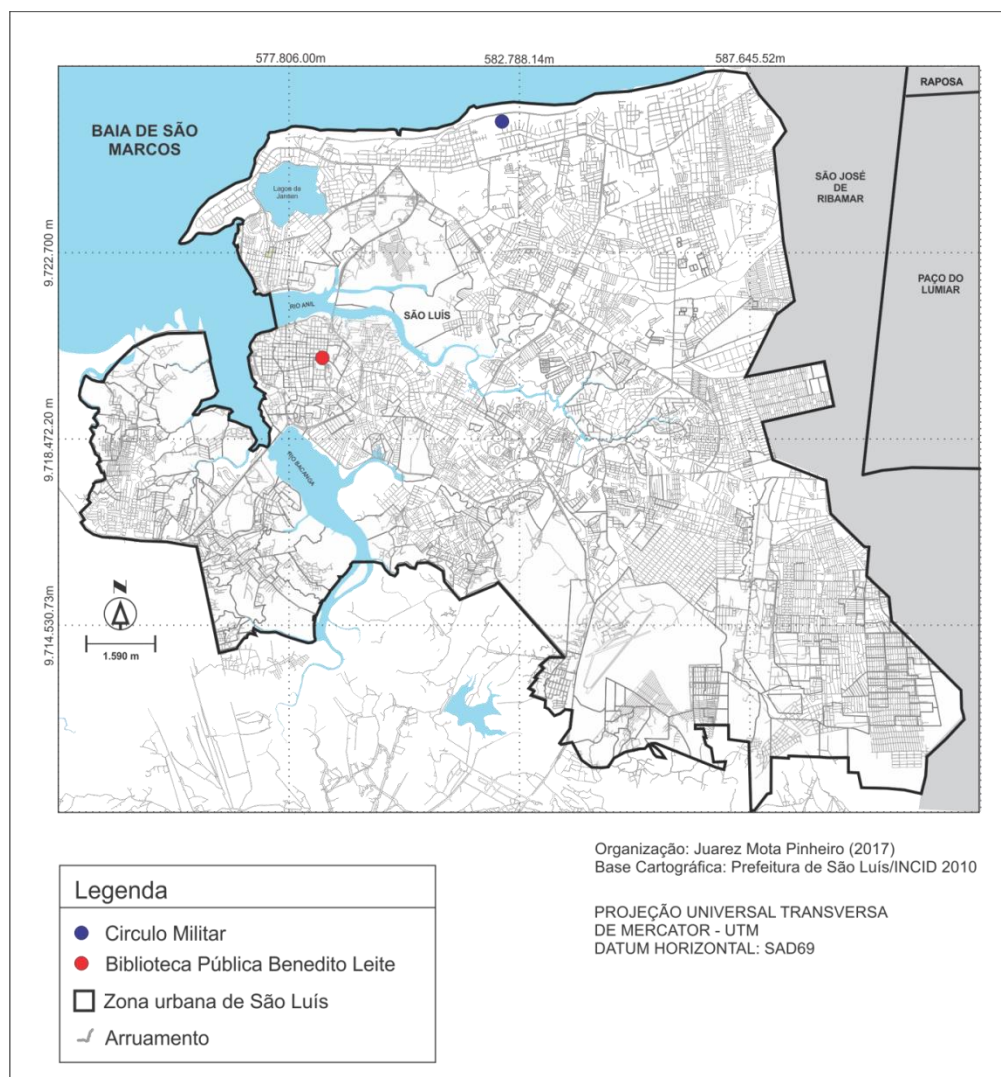 577.806.00m
582.788.14m
587.645.52m
RAPOSA
BAIA DE SÃO
MARCOS
SÃO JOSÉ
DE
RIBAMAR
Lagoa da
Jansen
9.722.700 m
PAÇO DO
LUMIAR
RIO ANIL
SÃO LUÍS
9.718.472.20 m
RIO BACANGA
N
9.714.530.73m
1.590 m
Organização: Juarez Mota Pinheiro (2017)
Base Cartográfica: Prefeitura de São Luís/INCID 2010
PROJEÇÃO UNIVERSAL TRANSVERSA
DE MERCATOR - UTM
DATUM HORIZONTAL: SAD69
Legenda
Circulo Militar
Biblioteca Pública Benedito Leite
Zona urbana de São Luís
Arruamento